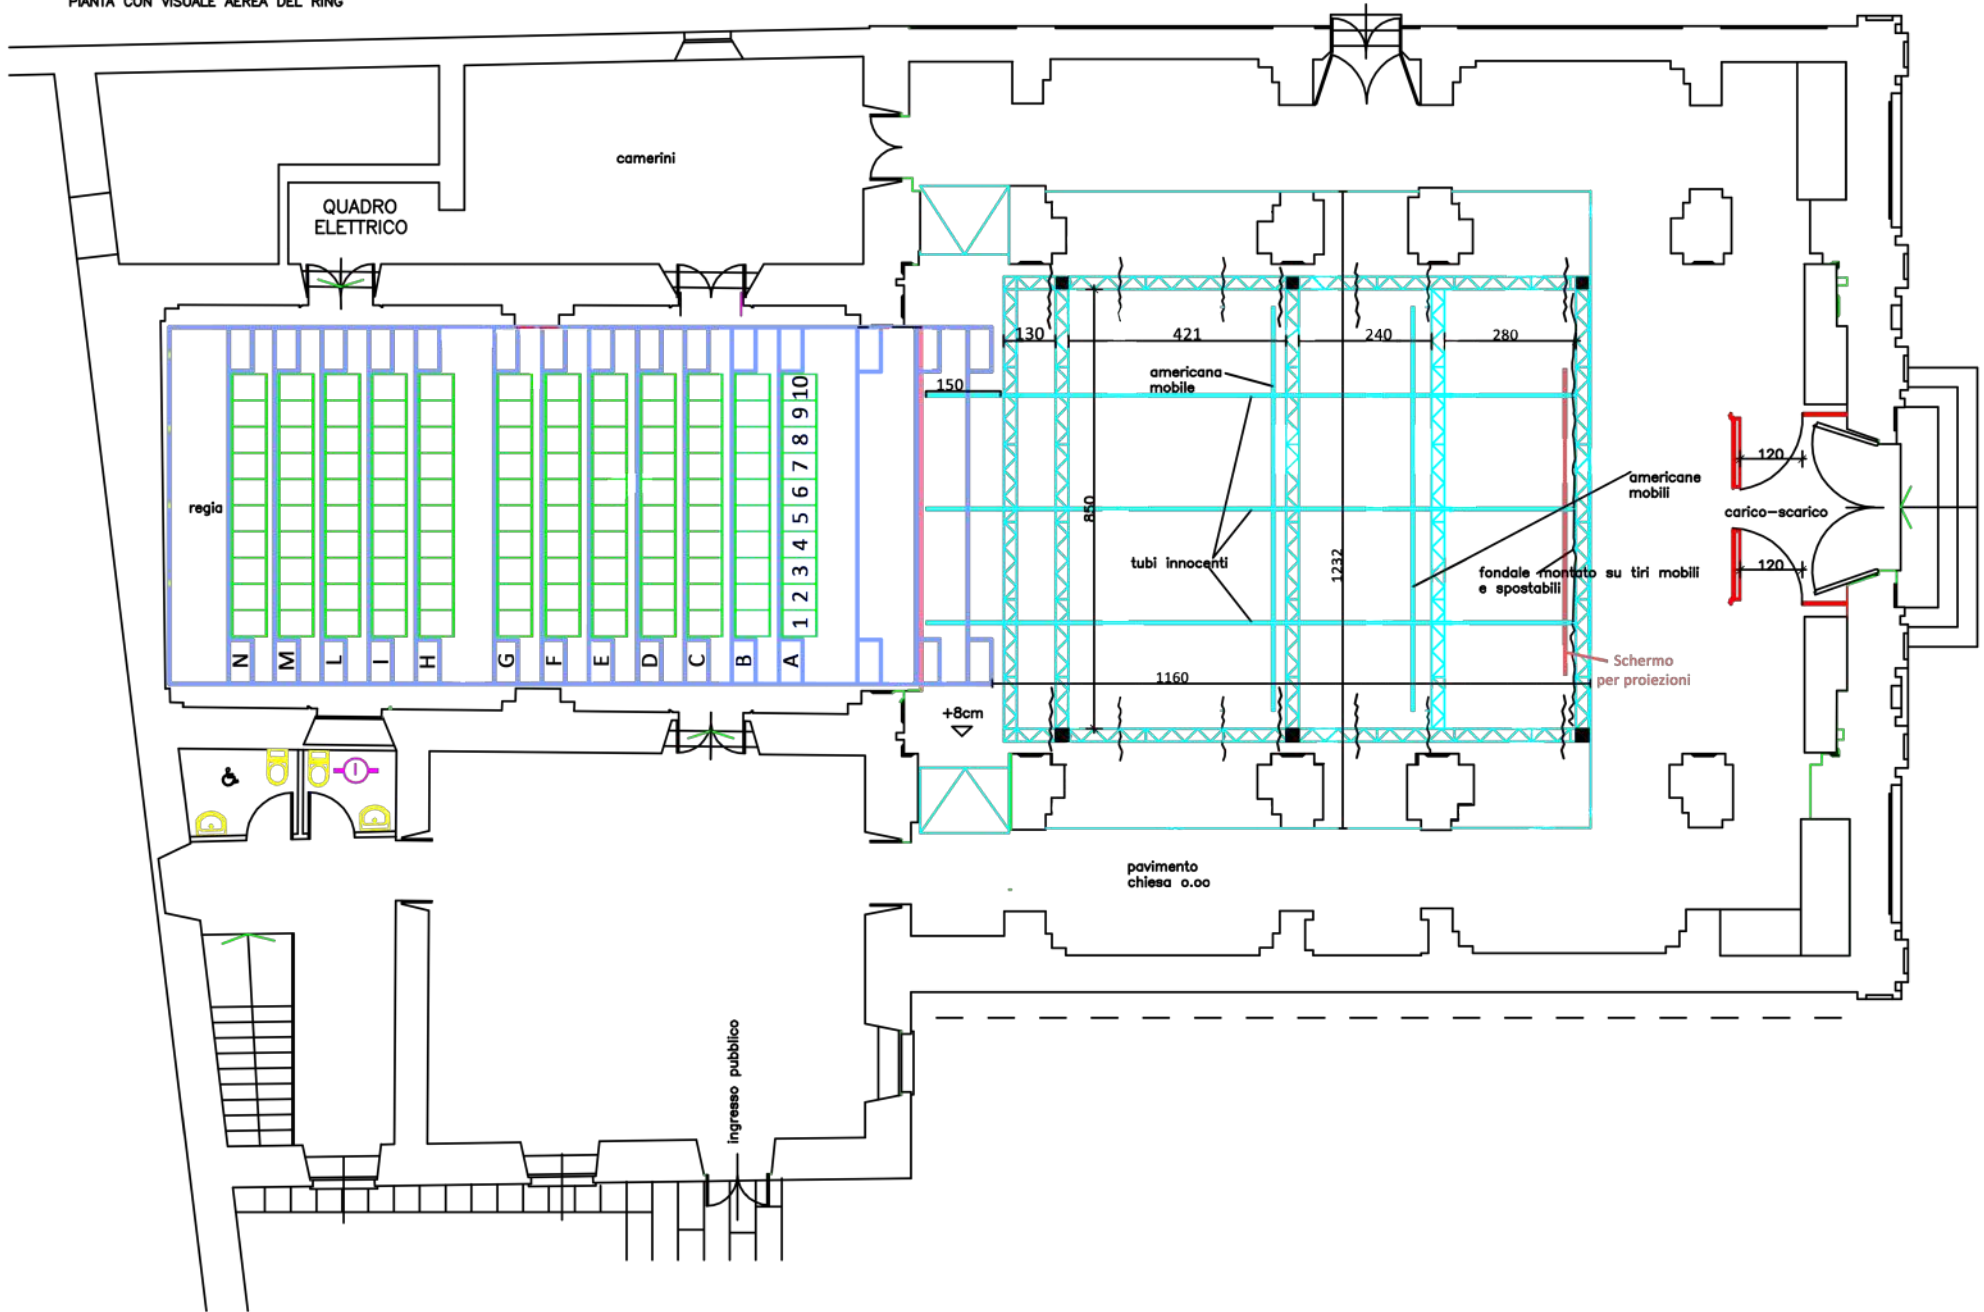 PIANTA CON VISUALE AEREA DEL RING
camerini
QUADRO
ELETTRICO
130
421
240
280
americana
mobile
150
10
9
8
7
6
5
4
3
2
1
regia
850
1232
americane
mobili
120
carico-scarico
120
tubi innocenti
fondale montato su tiri mobili
e spostabili
N
M
L
I
H
G
F
E
D
C
B
A
Schermo
per proiezioni
1160
+8cm
pavimento
chiesa 0.00
ingresso pubblico